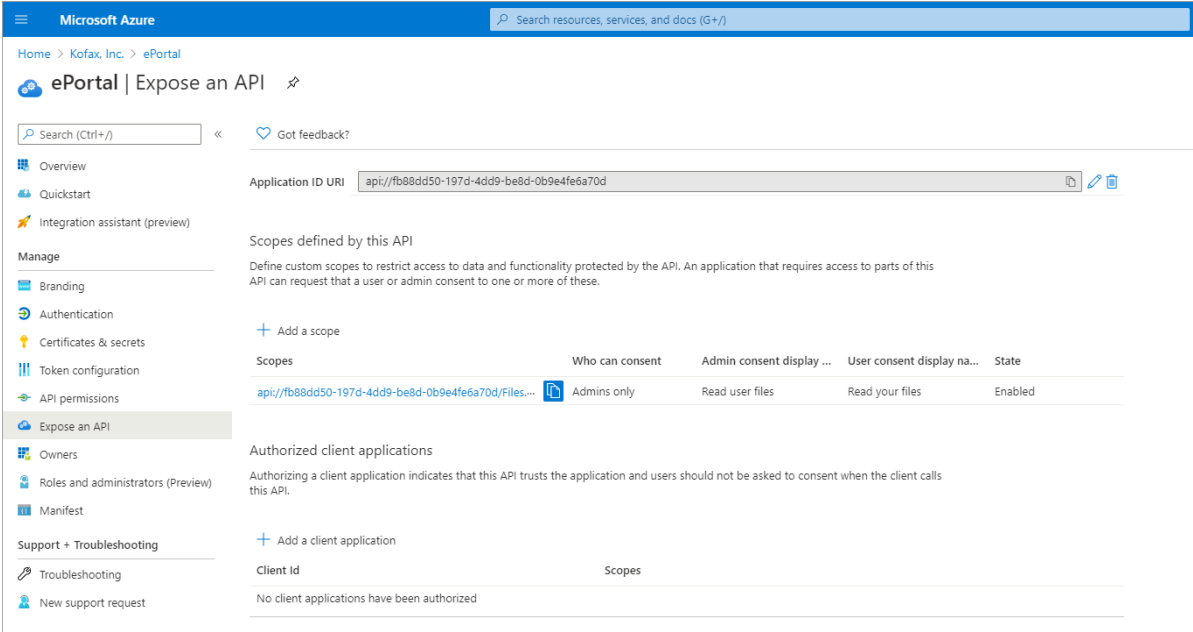 Microsoft Azure
Search resources, services, and docs (G+/)
Home > Kofax, Inc. > ePortal
ePortal | Expose an API
Search (Ctrl+/)
«
Got feedback?
Overview
Quickstart
Integration assistant (preview)
Manage
Branding
Authentication
Certificates & secrets
Token configuration
API permissions
Expose an API
Owners
Roles and administrators (Preview)
Manifest
Support + Troubleshooting
Troubleshooting
New support request
Application ID URI api://fb88dd50-197d-4dd9-be8d-0b9e4fe6a70d
Scopes defined by this API
Define custom scopes to restrict access to data and functionality protected by the API. An application that requires access to parts of this
API can request that a user or admin consent to one or more of these.
+ Add a scope
Scopes Who can consent Admin consent display ... User consent display na... State
api://fb88dd50-197d-4dd9-be8d-0b9e4fe6a70d/Files.... Admins only Read user files Read your files Enabled
Authorized client applications
Authorizing a client application indicates that this API trusts the application and users should not be asked to consent when the client calls
this API.
+ Add a client application
Client Id Scopes
No client applications have been authorized